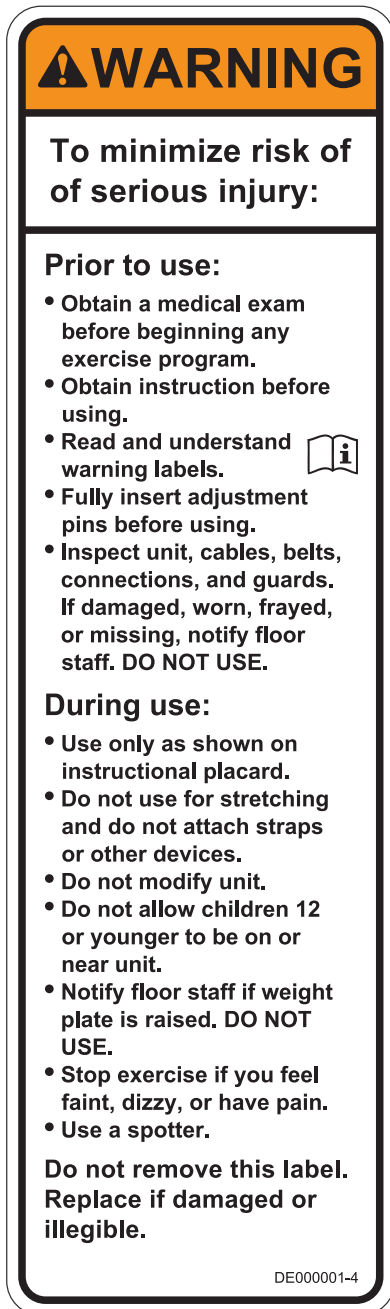 WARNING
To minimize risk of
of serious injury:
Prior to use:
• Obtain a medical exam
before beginning any
exercise program.
• Obtain instruction before
using.
• Read and understand
warning labels.
• Fully insert adjustment
pins before using.
• Inspect unit, cables, belts,
connections, and guards.
If damaged, worn, frayed,
or missing, notify floor
staff. DO NOT USE.
During use:
• Use only as shown on
instructional placard.
• Do not use for stretching
and do not attach straps
or other devices.
• Do not modify unit.
• Do not allow children 12
or younger to be on or
near unit.
• Notify floor staff if weight
plate is raised. DO NOT
USE.
• Stop exercise if you feel
faint, dizzy, or have pain.
• Use a spotter.
Do not remove this label.
Replace if damaged or
illegible.
DE000001-4